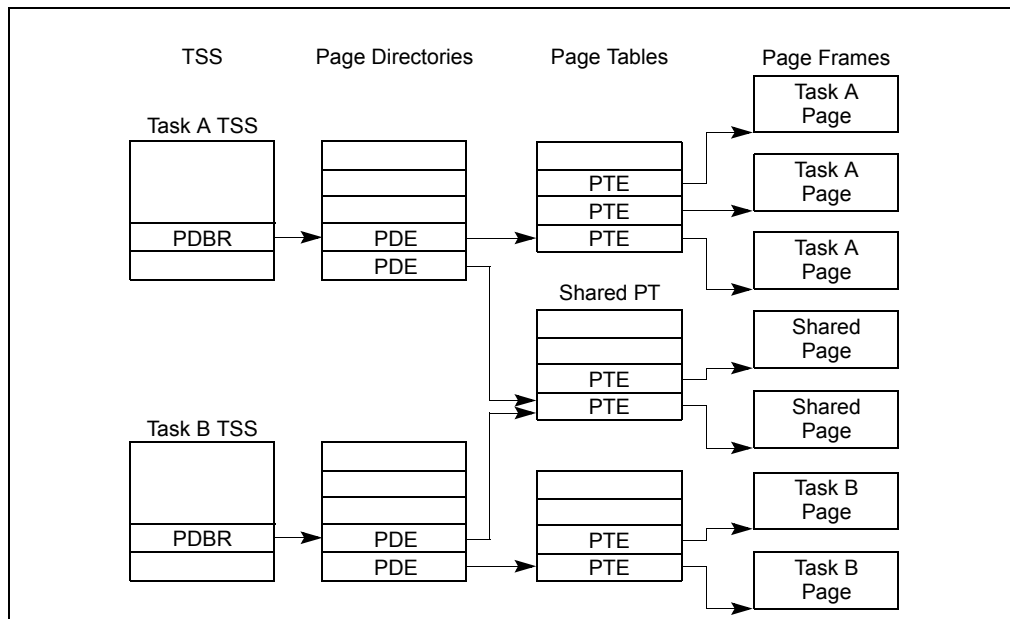 TSS
Page Directories
Page Tables
Page Frames
Task A TSS
PDBR
PDE
PDE
PTE
PTE
PTE
Task A
Page
Task A
Page
Task A
Page
Shared PT
PTE
PTE
Shared
Page
Shared
Page
Task B TSS
PDBR
PDE
PDE
PTE
PTE
Task B
Page
Task B
Page